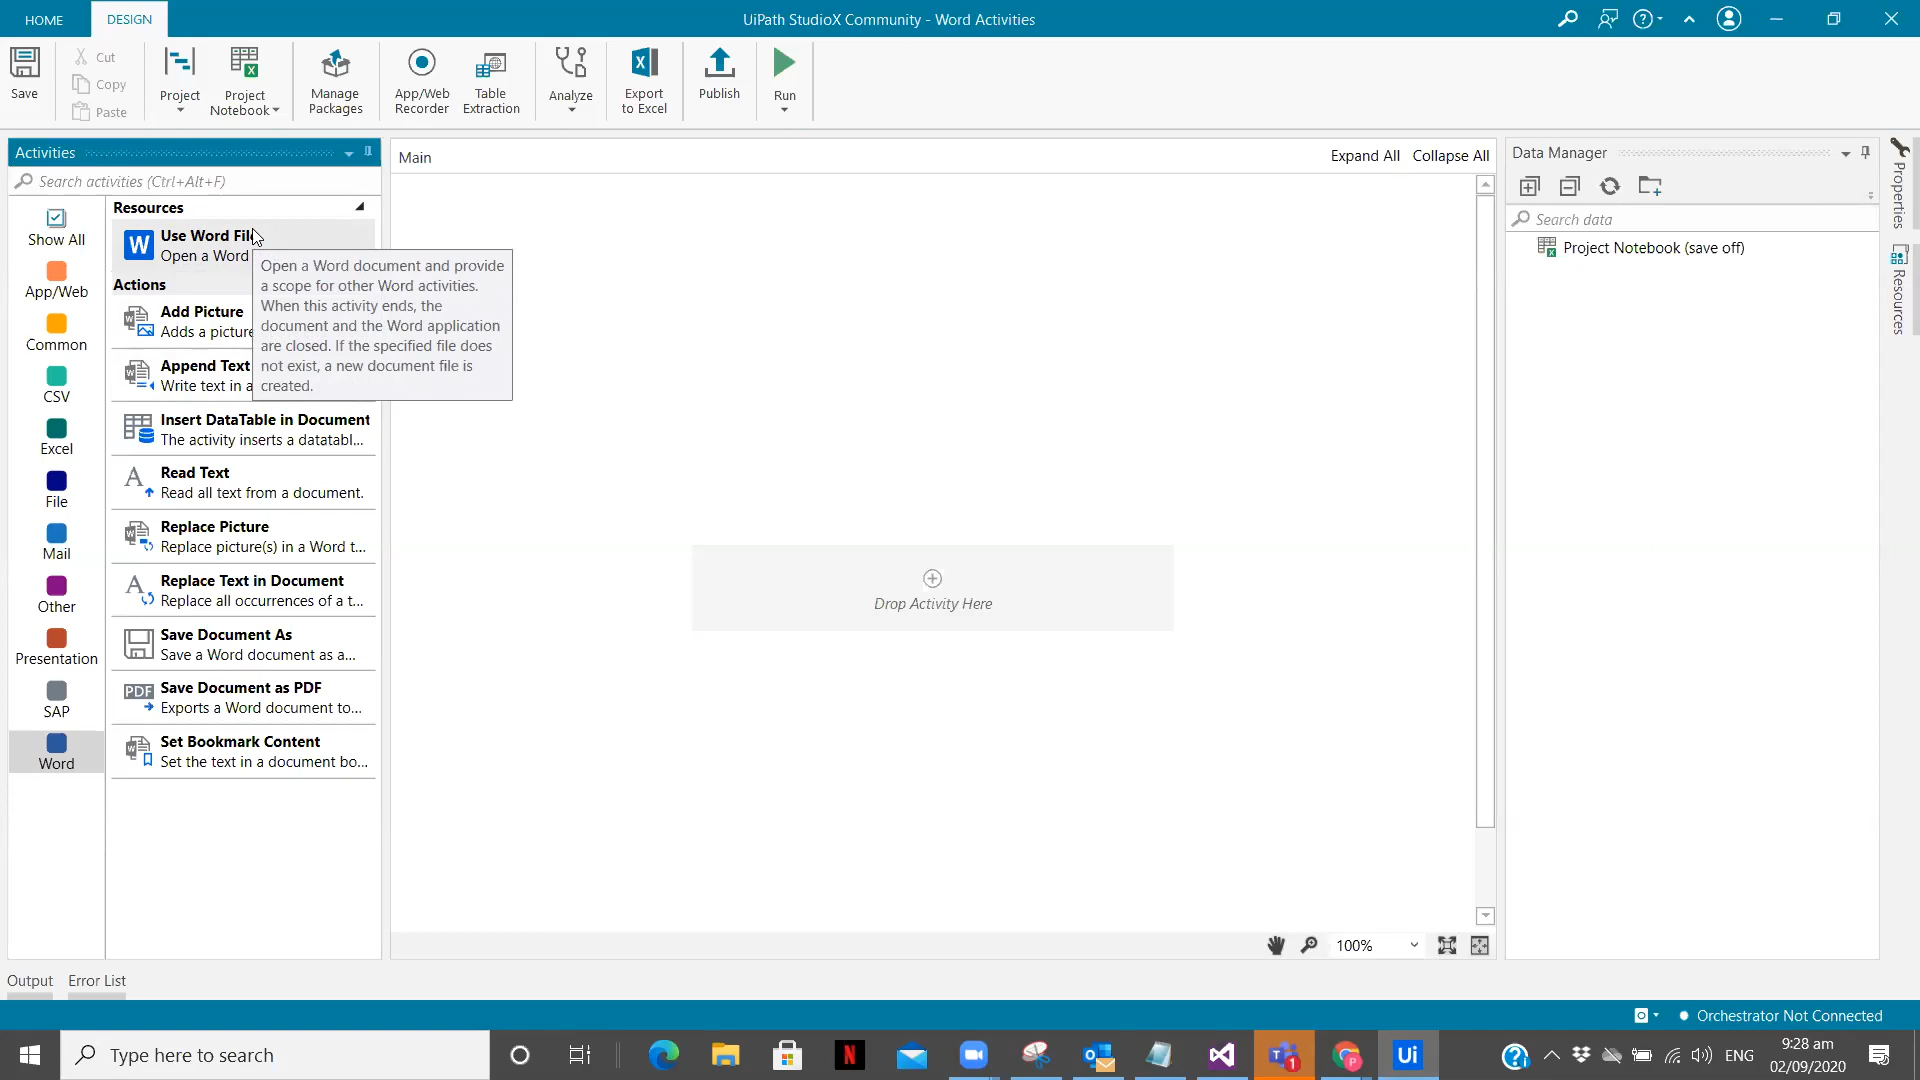 HOME
DESIGN
UiPath StudioX Community - Word Activities
Save
Cut
Copy
Paste
Project
Project
Notebook
Manage
Packages
App/Web
Recorder
Table
Extraction
Analyze
Export
to Excel
Publish
Run
Activities
Search activities (Ctrl+Alt+F)
Show All
App/Web
Common
CSV
Excel
File
Mail
Other
Presentation
SAP
Word
Resources
Use Word File
Open a Word
Actions
Add Picture
Adds a picture
Append Text
Write text in a
Insert DataTable in Document
The activity inserts a datatabl...
Read Text
Read all text from a document.
Replace Picture
Replace picture(s) in a Word t...
Replace Text in Document
Replace all occurrences of a t...
Save Document As
Save a Word document as a...
PDF
Save Document as PDF
Exports a Word document to...
Set Bookmark Content
Set the text in a document bo...
Open a Word document and provide
a scope for other Word activities.
When this activity ends, the
document and the Word application
are closed. If the specified file does
not exist, a new document file is
created.
Main
Expand All Collapse All
Drop Activity Here
100%
Data Manager
Search data
Project Notebook (save off)
Properties
Resources
Output
Error List
Orchestrator Not Connected
Type here to search
Ui
ENG
9:28 am
02/09/2020